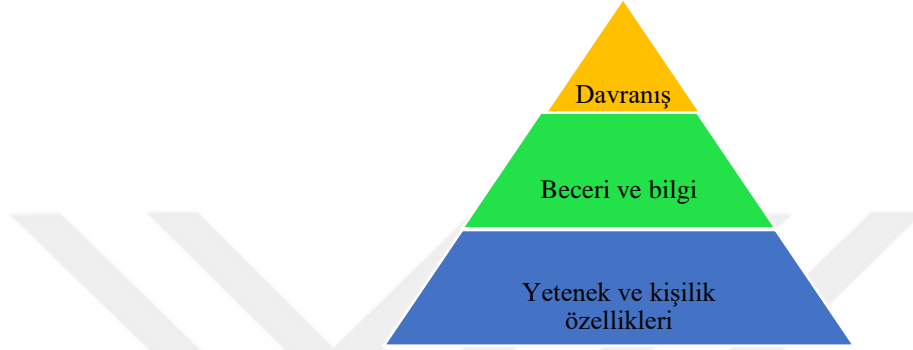 Davranış
Beceri ve bilgi
Yetenek ve kişilik
özellikleri